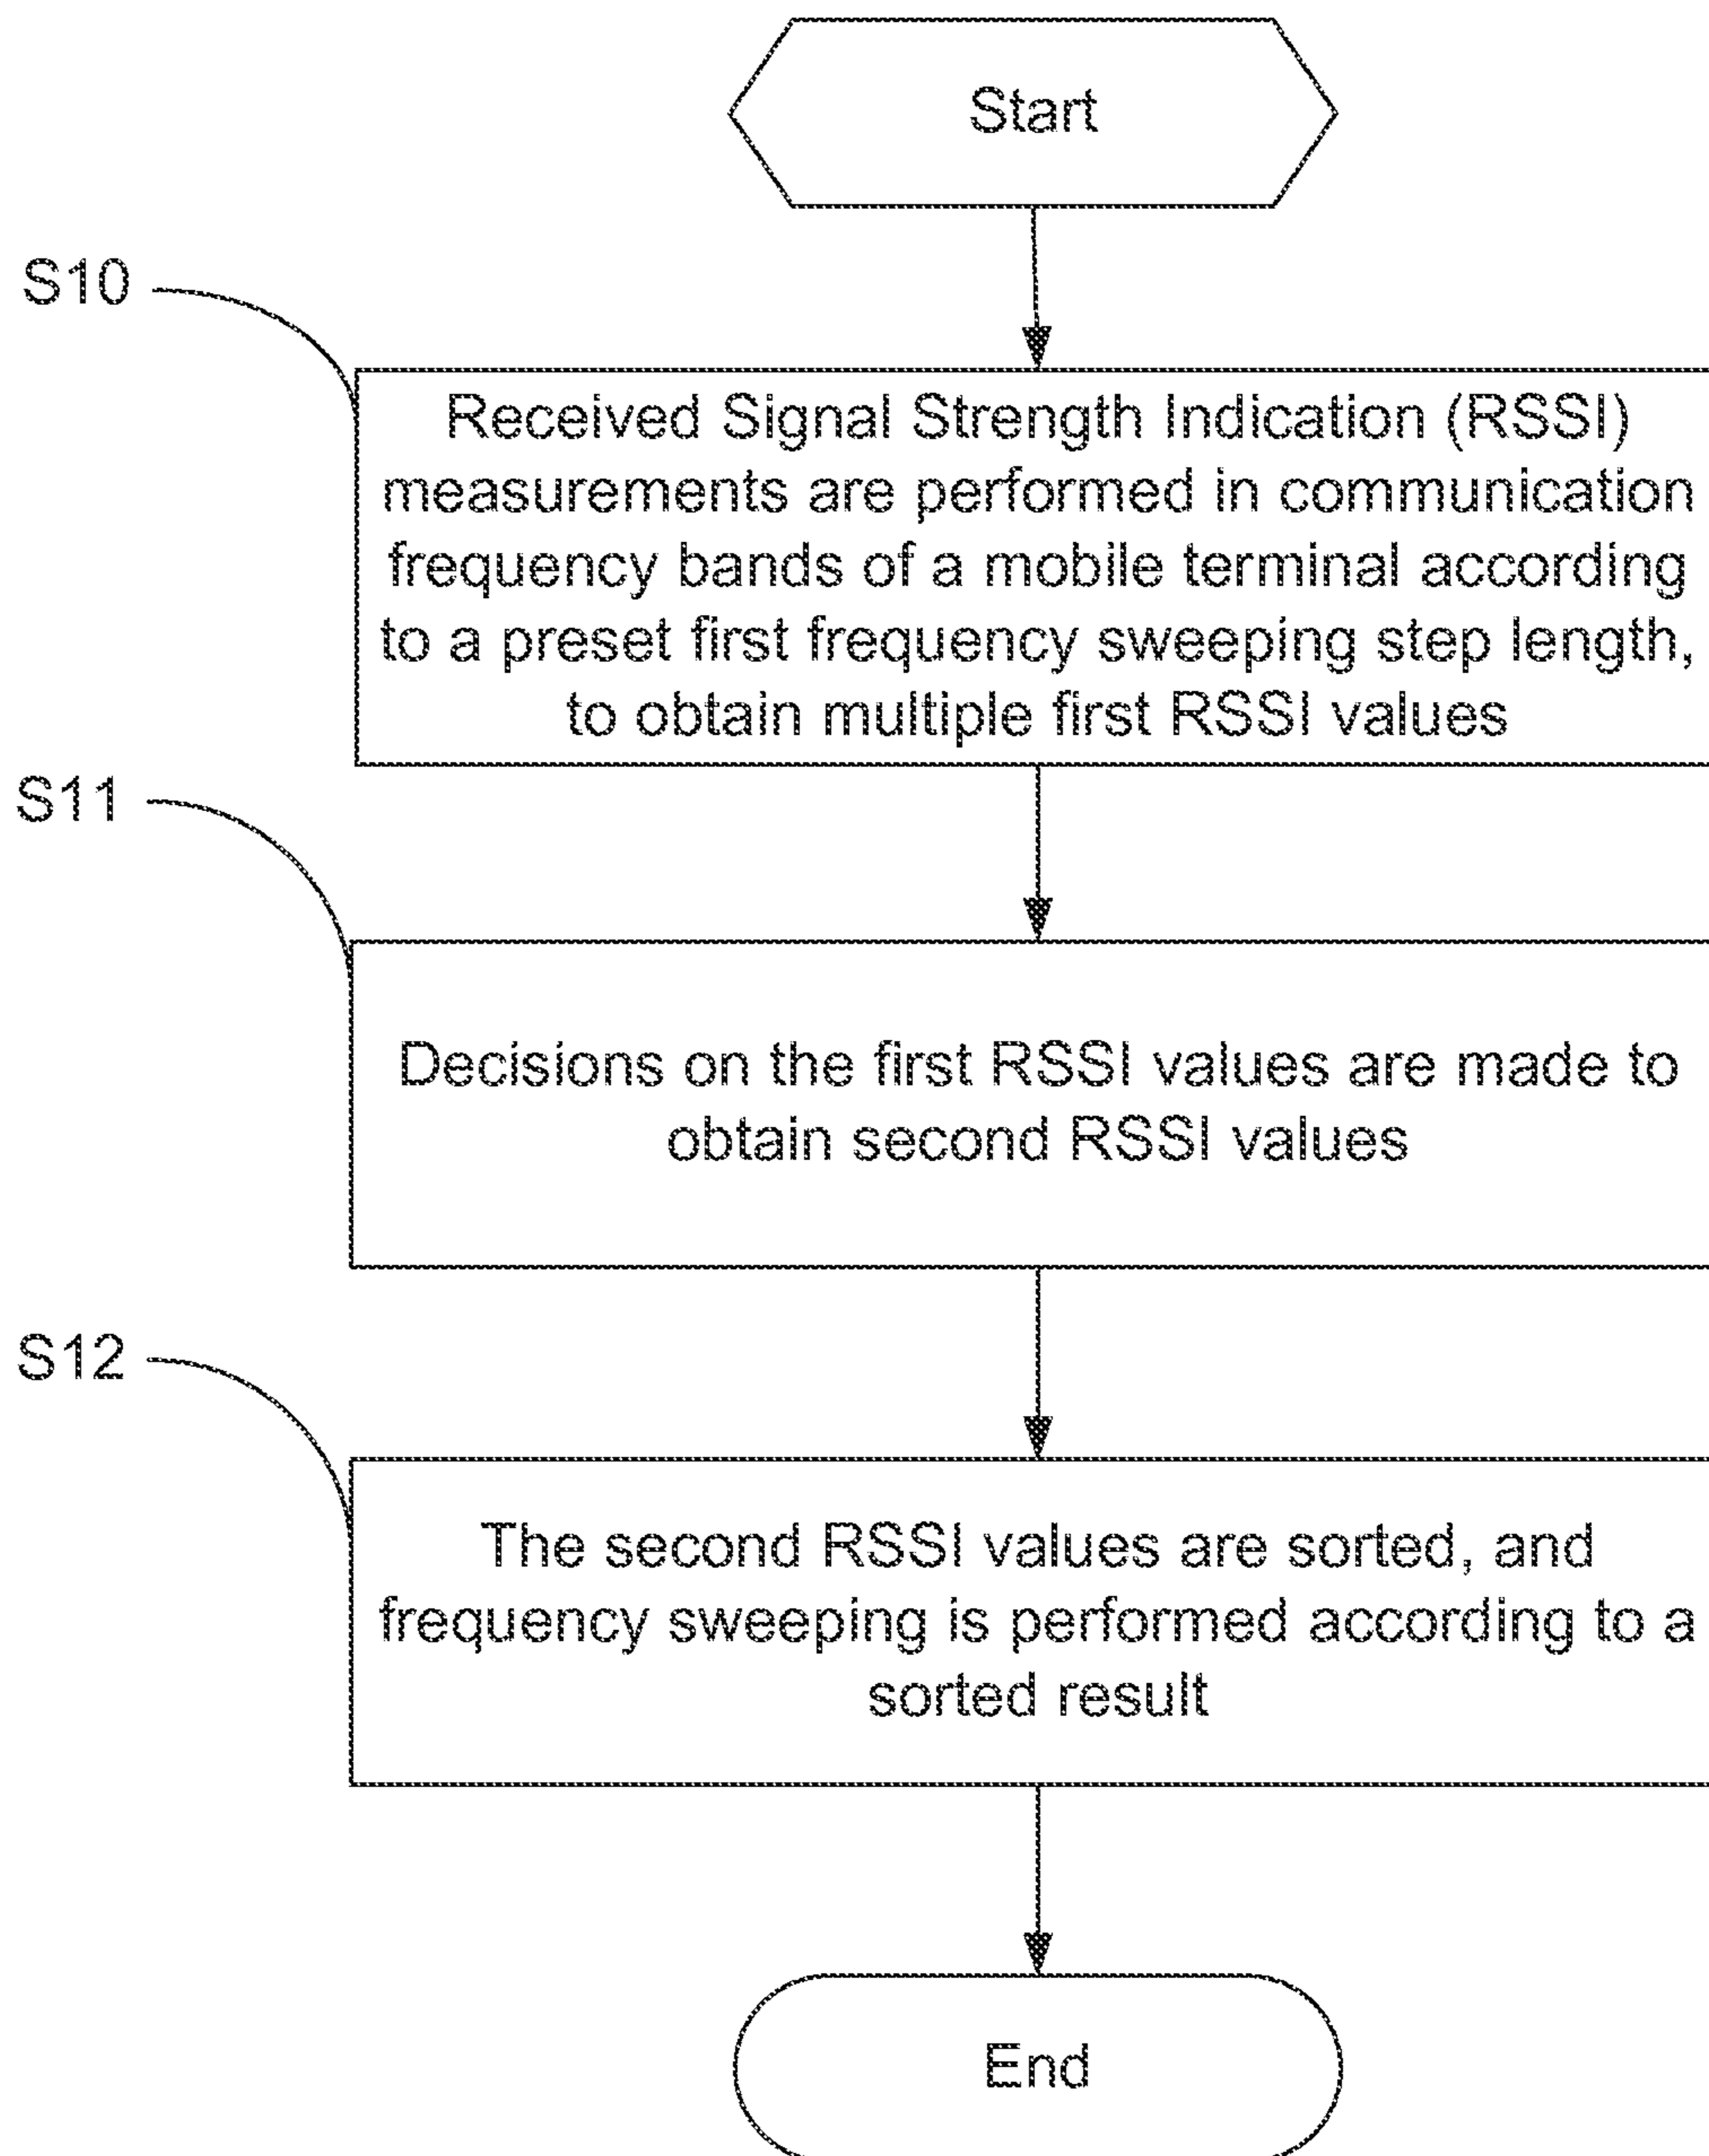 Start
S10
Received Signal Strength Indication (RSSI)
measurements are performed in communication
frequency bands of a mobile terminal according
to a preset first frequency sweeping step length,
to obtain multiple first RSSI values
S11
Decisions on the first RSSI values are made to
obtain second RSSI values
S12
The second RSSI values are sorted, and
frequency sweeping is performed according to a
sorted result
End